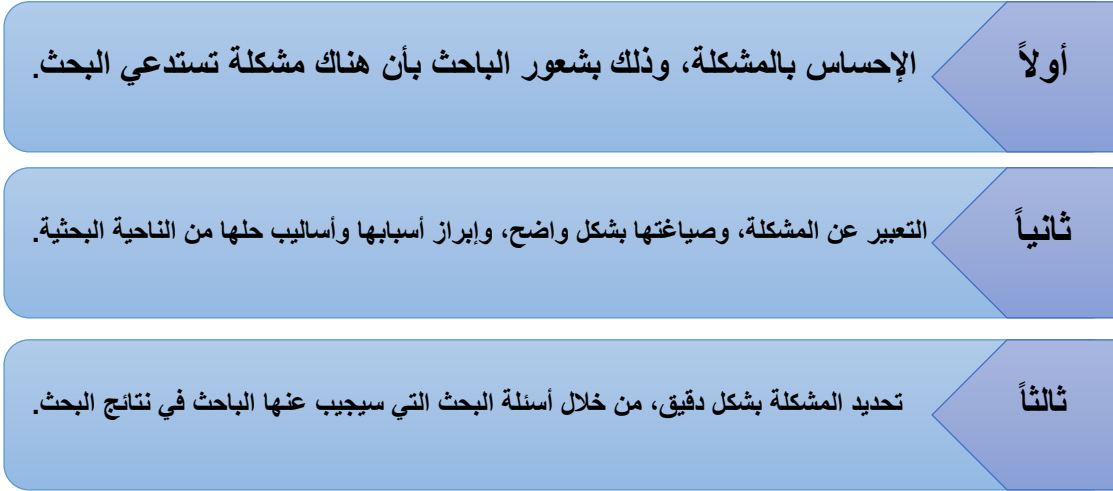 أولاً
الإحساس بالمشكلة، وذلك بشعور الباحث بأن هناك مشكلة تستدعي البحث.
ثانياً
التعبير عن المشكلة، وصياغتها بشكل واضح، وإبراز أسبابها وأساليب حلها من الناحية البحثية.
ثالثاً
تحديد المشكلة بشكل دقيق، من خلال أسئلة البحث التي سيجيب عنها الباحث في نتائج البحث.